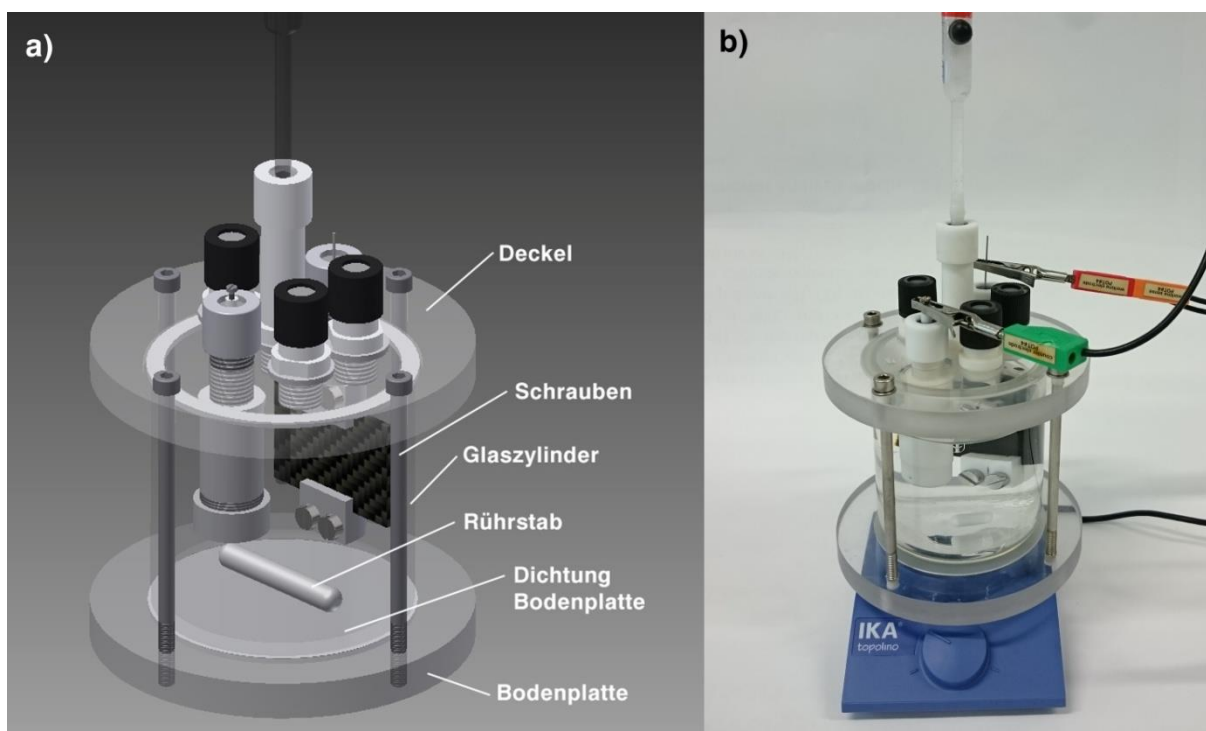 a)
Deckel
Schrauben
Glaszylinder
Rührstab
Dichtung
Bodenplatte
Bodenplatte
b)
IKA®
topolino